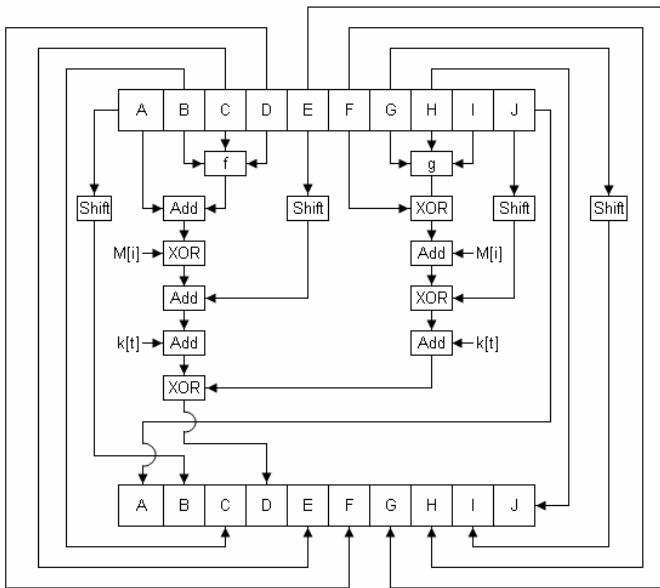 A B C D E F G H I J
f g
Shift Add Shift XOR Shift Shift
M[i] XOR Add M[i]
Add XOR
k[t] Add Add k[t]
XOR
A B C D E F G H I J